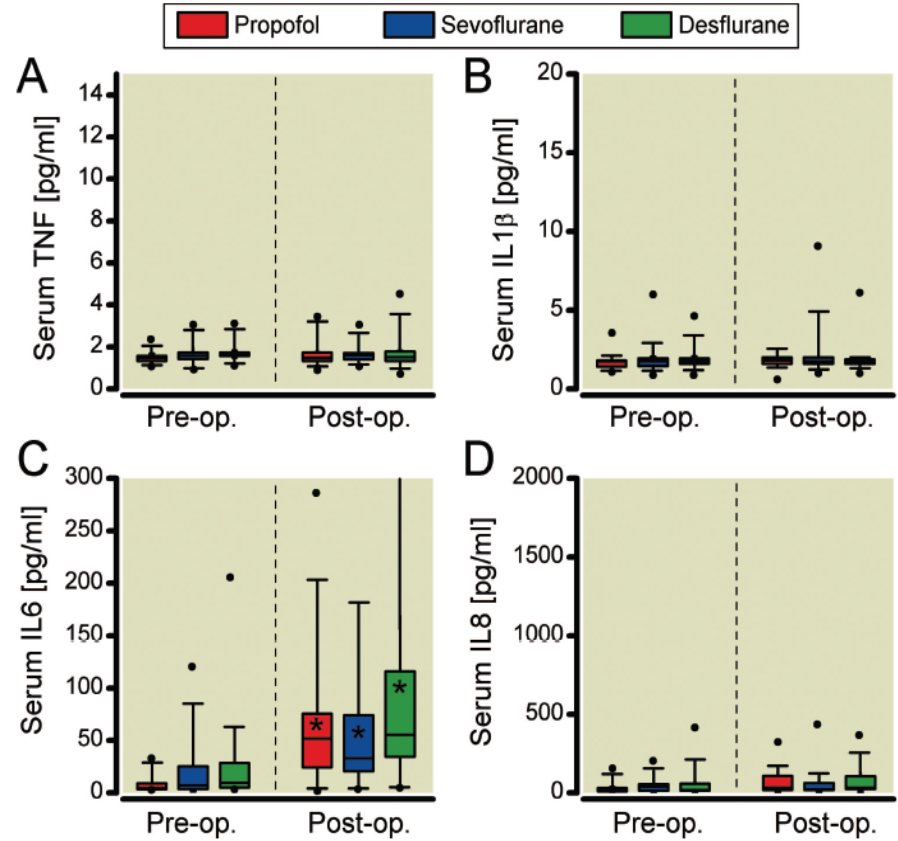 Propofol Sevoflurane Desflurane
A
Serum TNF [pg/ml]
14
12
10
8
6
4
2
0
Pre-op. Post-op.
B
Serum IL1β [pg/ml]
20
15
10
5
0
Pre-op. Post-op.
C
Serum IL6 [pg/ml]
300
250
200
150
100
50
0
* * *
Pre-op. Post-op.
D
Serum IL8 [pg/ml]
2000
1500
1000
500
0
Pre-op. Post-op.